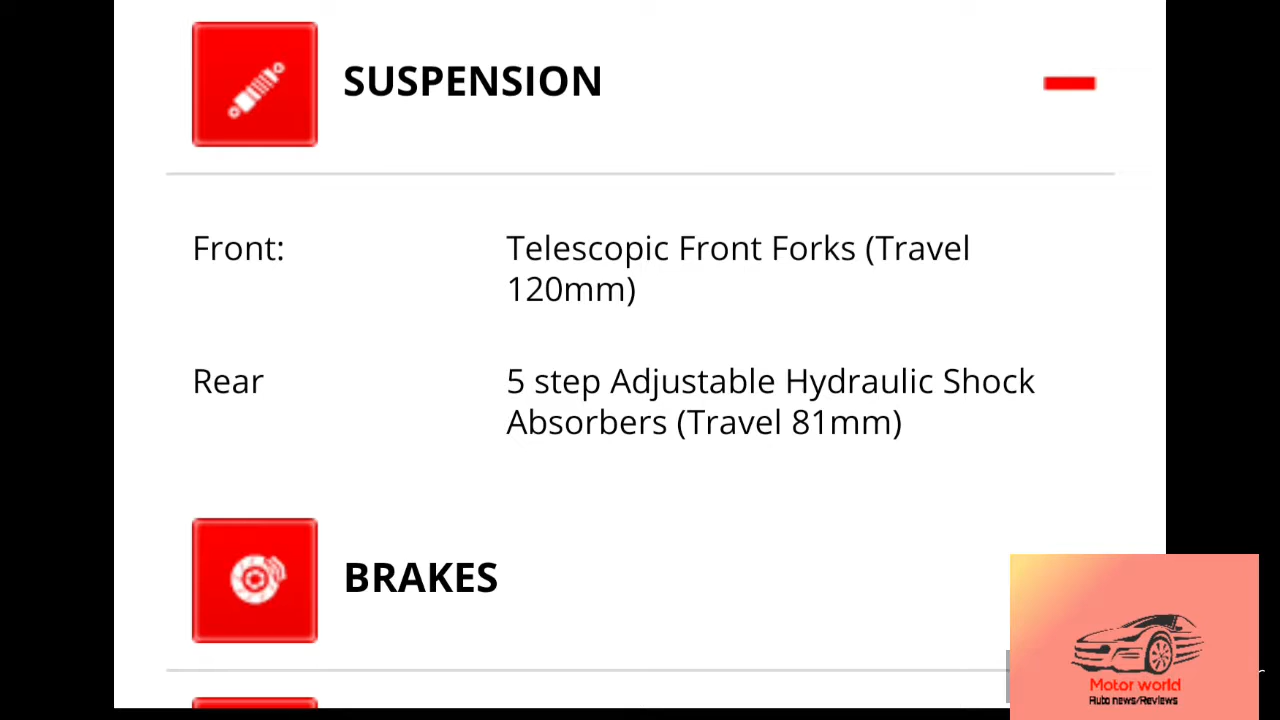 SUSPENSION
Front:
Telescopic Front Forks (Travel
120mm)
Rear
5 step Adjustable Hydraulic Shock
Absorbers (Travel 81mm)
BRAKES
Motor world
Auto news/Reviews